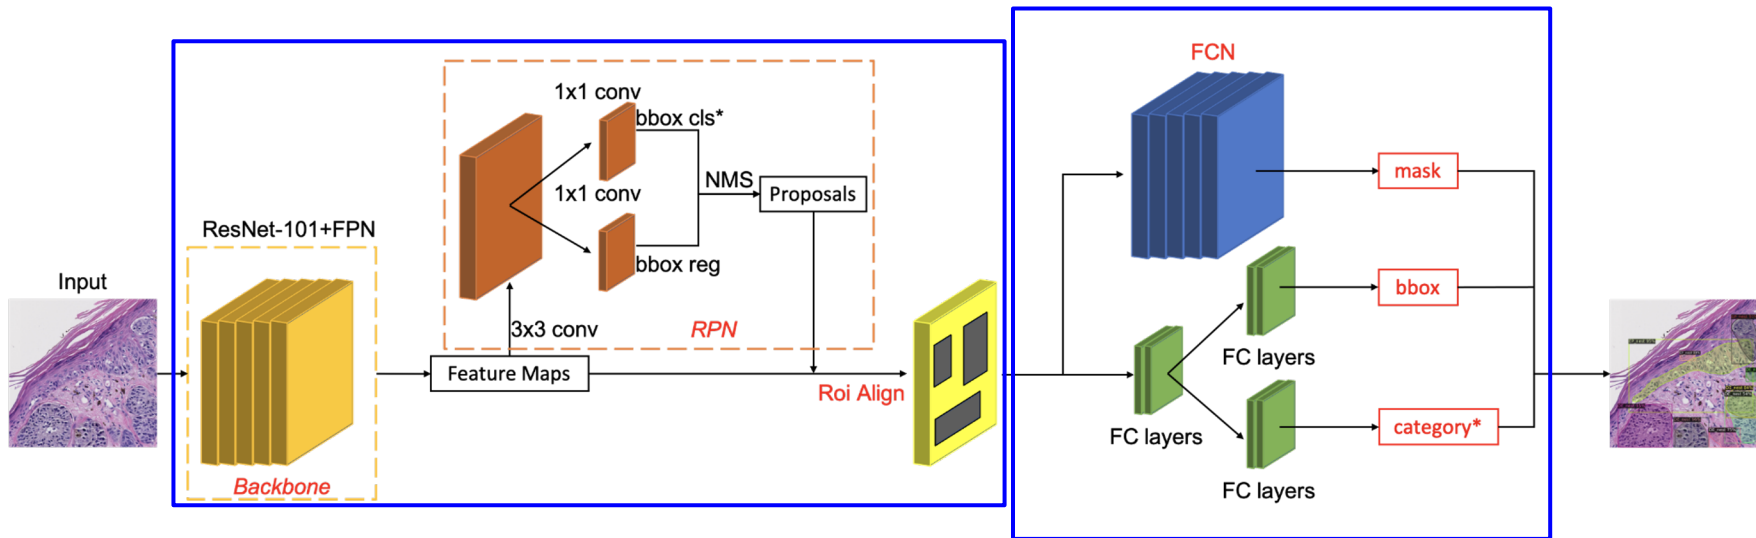 Input
ResNet-101+FPN
Backbone
Feature Maps
3x3 conv
1x1 conv
bbox cls*
1x1 conv
bbox reg
NMS
Proposals
RPN
Roi Align
FCN
mask
FC layers
FC layers
bbox
FC layers
category*